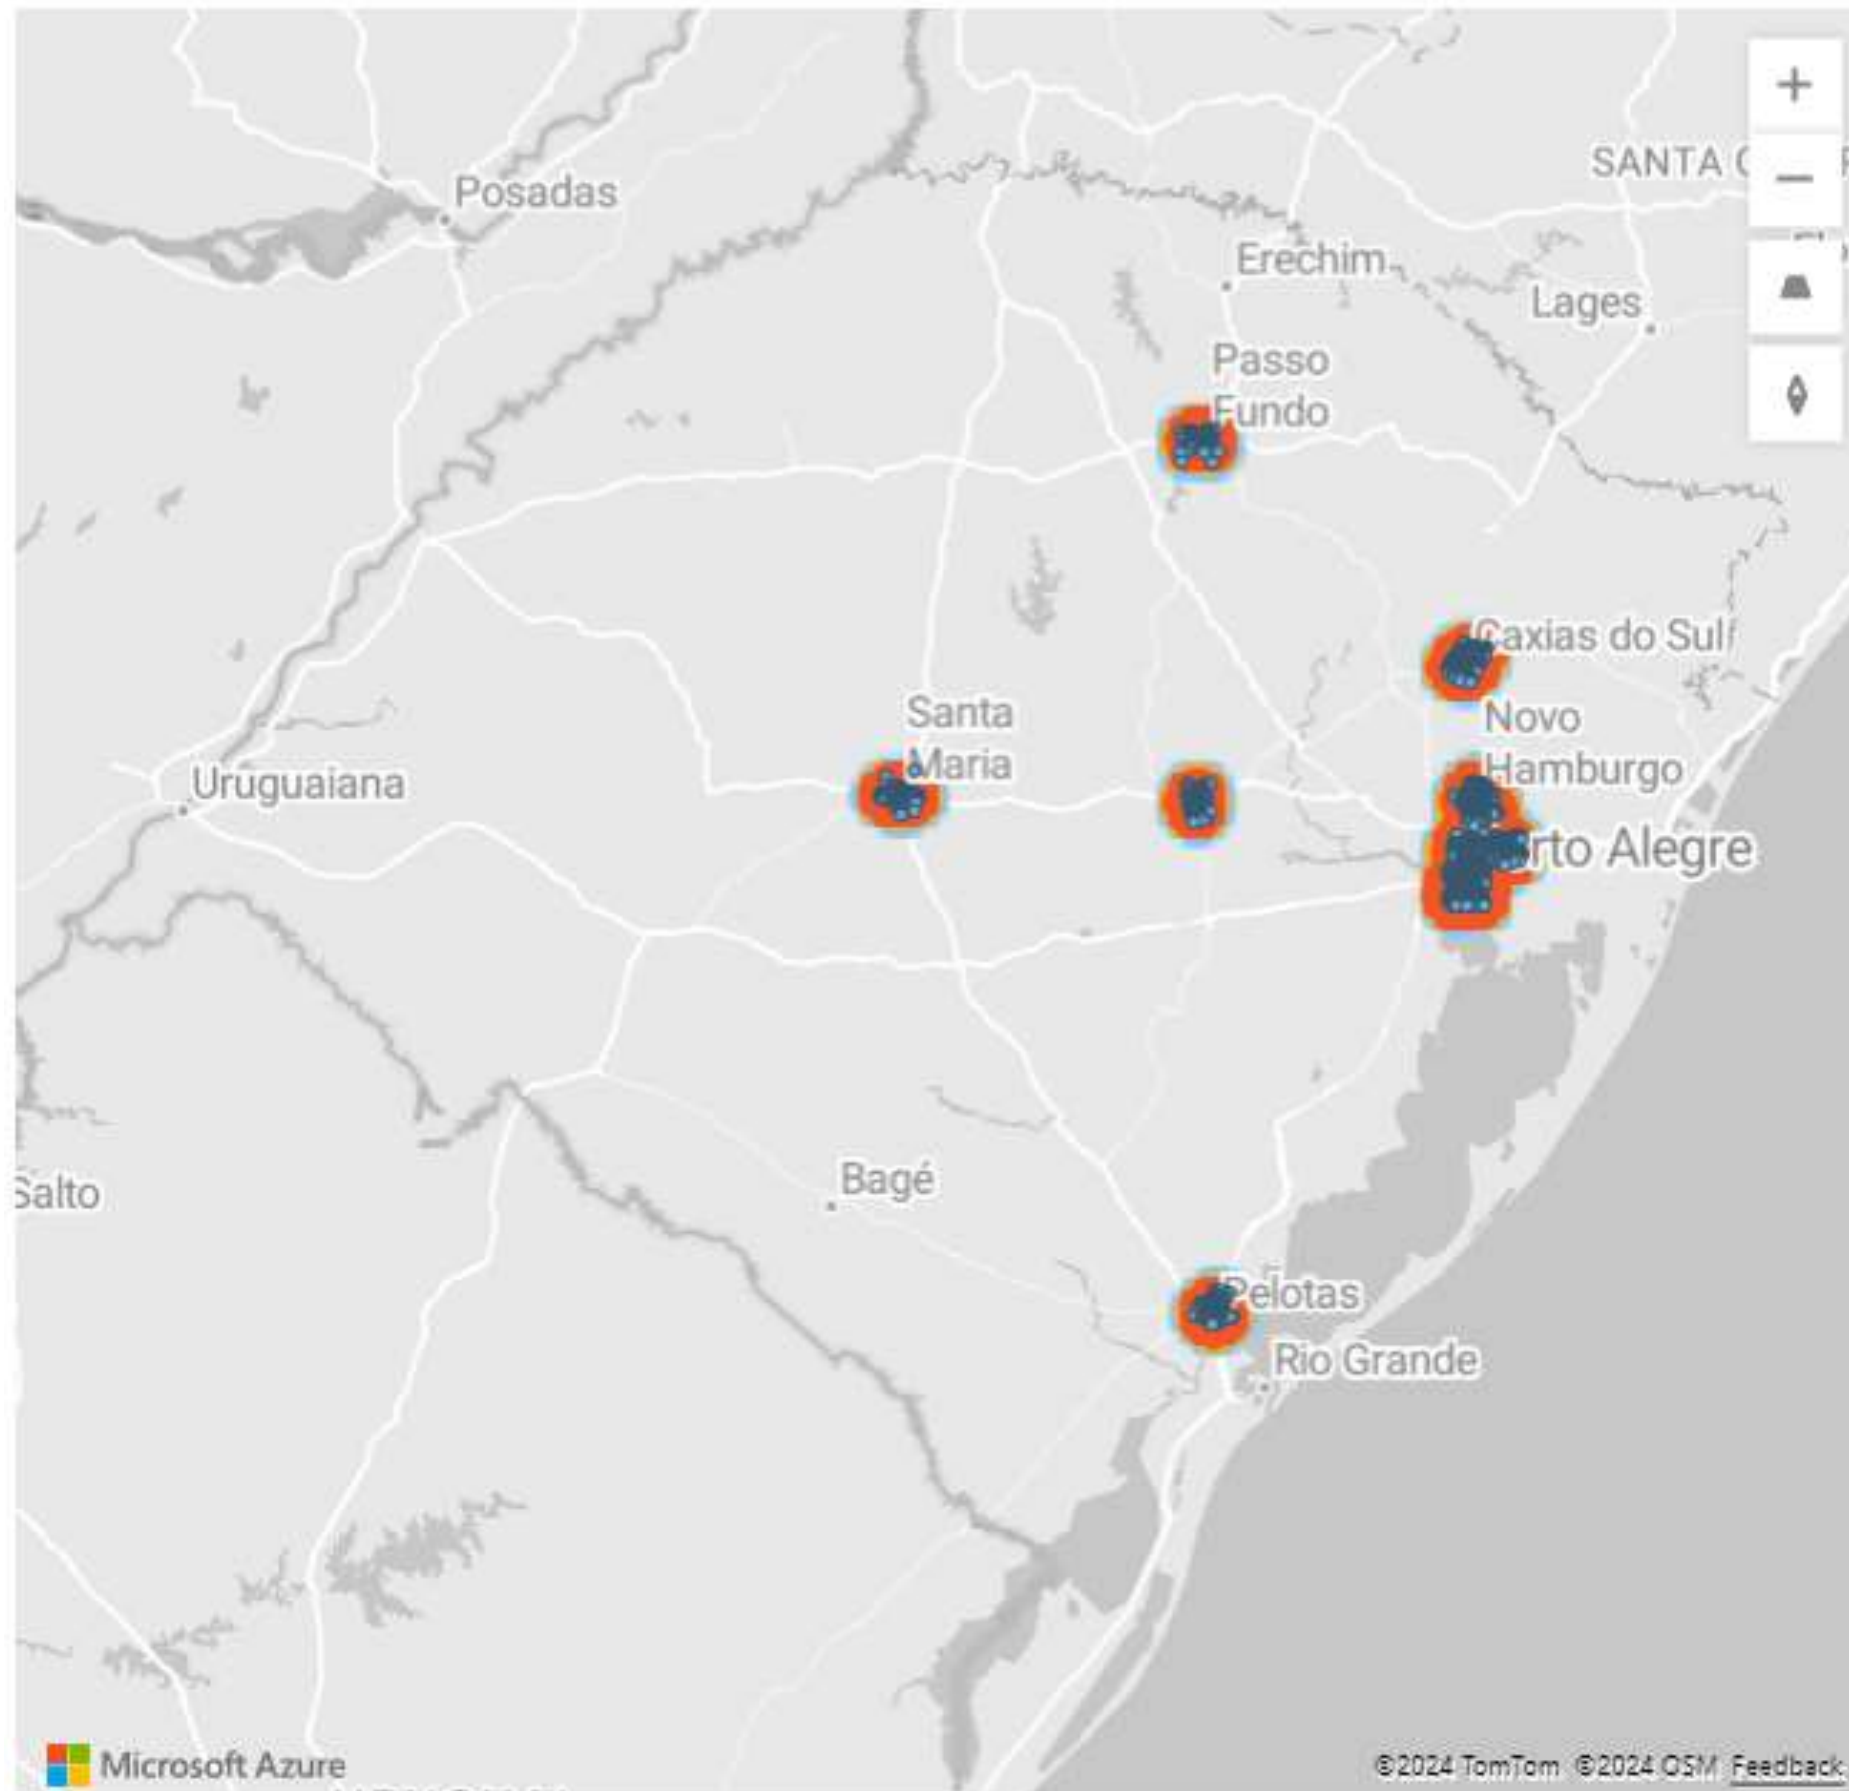 Posadas
SANTA C
Erechim
Lages
Passo
Fundo
Caxias do Sul
Santa
Maria
Novo
Hamburgo
Uruguaiana
rto Alegre
Bagé
Salto
Pelotas
Rio Grande
Microsoft Azure
©2024 TomTom ©2024 OSM Feedback